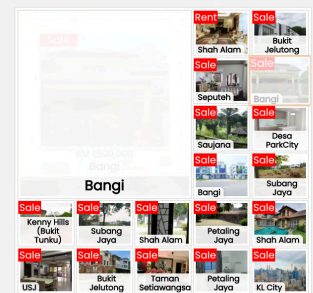 Sale
RM 1,200,000
Bangi
Bangi
Rent
Shah Alam
Sale
Bukit
Jelutong
Sale
Seputeh
Sale
Bangi
Sale
Saujana
Sale
Desa
ParkCity
Sale
Bangi
Sale
Subang
Jaya
Sale
Kenny Hills
(Bukit
Tunku)
Sale
Subang
Jaya
Sale
Shah Alam
Sale
Petaling
Jaya
Sale
Shah Alam
Sale
USJ
Sale
Bukit
Jelutong
Sale
Taman
Setiawangsa
Sale
Petaling
Jaya
Sale
KL City